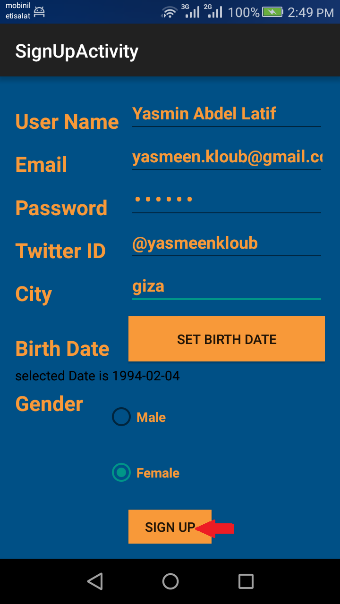 mobinil
etisalat
3G
2G
100%
2:49 PM
SignUpActivity
User Name Yasmin Abdel Latif
Email yasmeen.kloub@gmail.co
Password ••••••
Twitter ID @yasmeenkloub
City giza
Birth Date SET BIRTH DATE
selected Date is 1994-02-04
Gender
Male
Female
SIGN UP